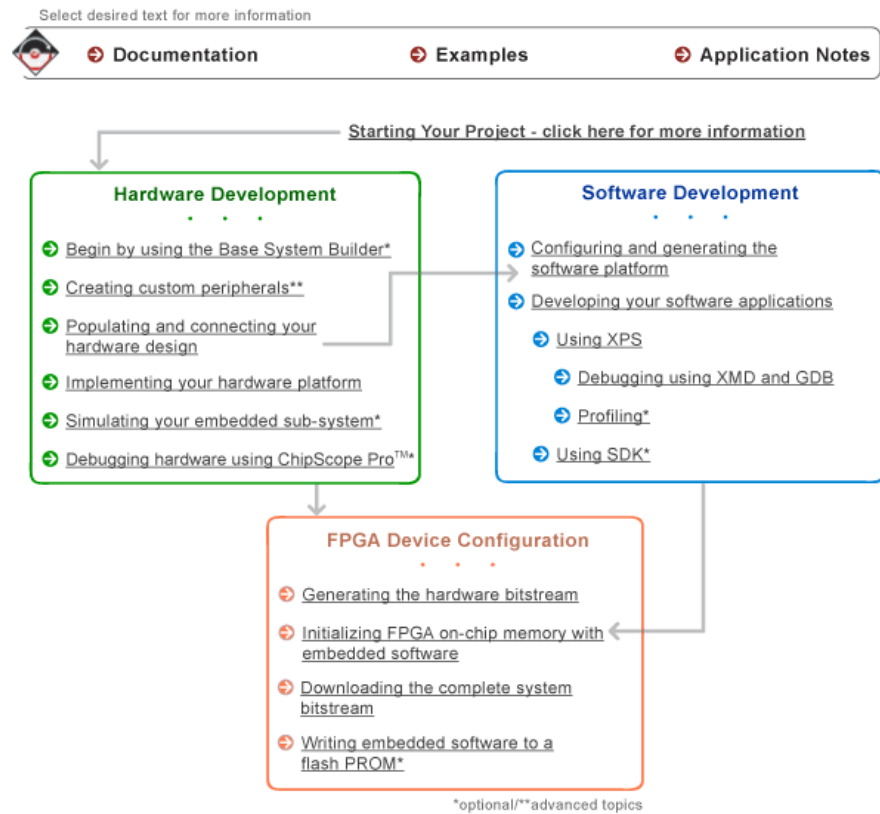 Select desired text for more information
Documentation
Examples
Application Notes
Starting Your Project - click here for more information
Hardware Development
Begin by using the Base System Builder*
Creating custom peripherals**
Populating and connecting your
hardware design
Implementing your hardware platform
Simulating your embedded sub-system*
Debugging hardware using ChipScope Pro™*
Software Development
Configuring and generating the
software platform
Developing your software applications
Using XPS
Debugging using XMD and GDB
Profiling*
Using SDK*
FPGA Device Configuration
Generating the hardware bitstream
Initializing FPGA on-chip memory with
embedded software
Downloading the complete system
bitstream
Writing embedded software to a
flash PROM*
*optional/**advanced topics